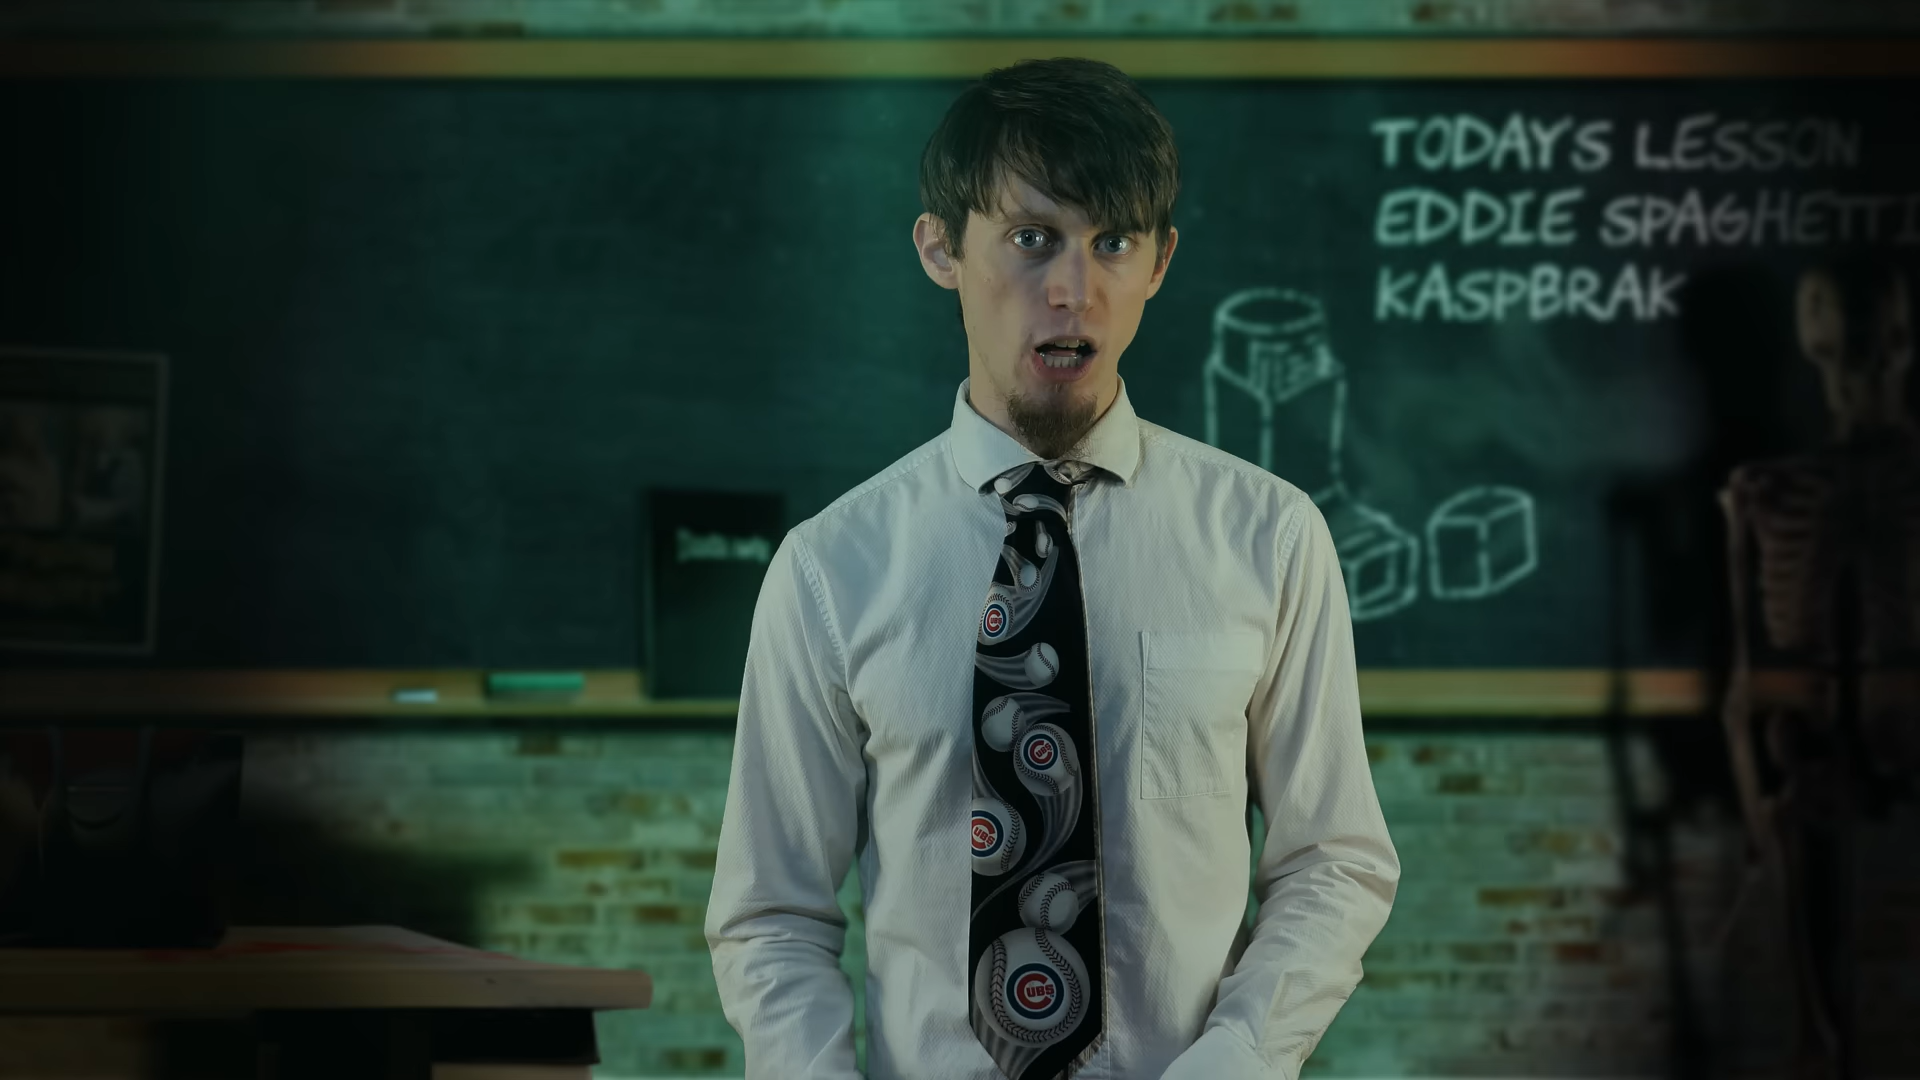 TODAYS LESSON
EDDIE SPAGHETTI
KASPBRAK
CUBS
CUBS
CUBS
CUBS